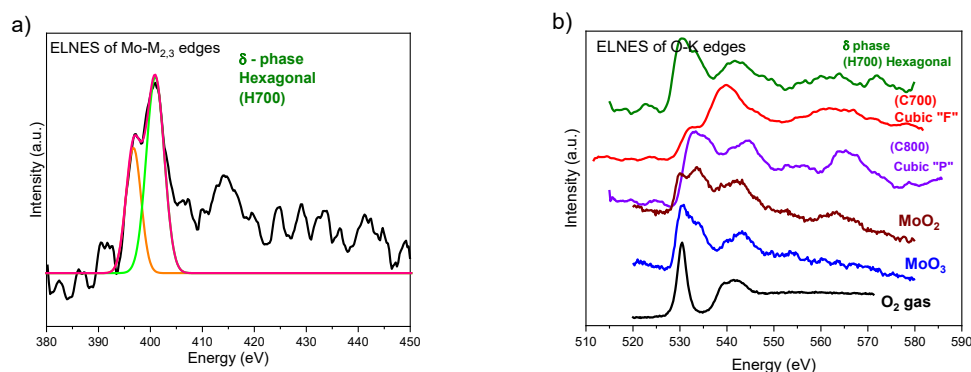 a)
ELNES of Mo-M2,3 edges
δ - phase
Hexagonal
(H700)
Intensity (a.u.)
380 390 400 410 420 430 440 450
Energy (eV)
b)
ELNES of O-K edges
δ phase
(H700) Hexagonal
(C700)
Cubic "F"
(C800)
Cubic "P"
MoO2
MoO3
O2 gas
Intensity (a.u.)
510 520 530 540 550 560 570 580 590
Energy (eV)